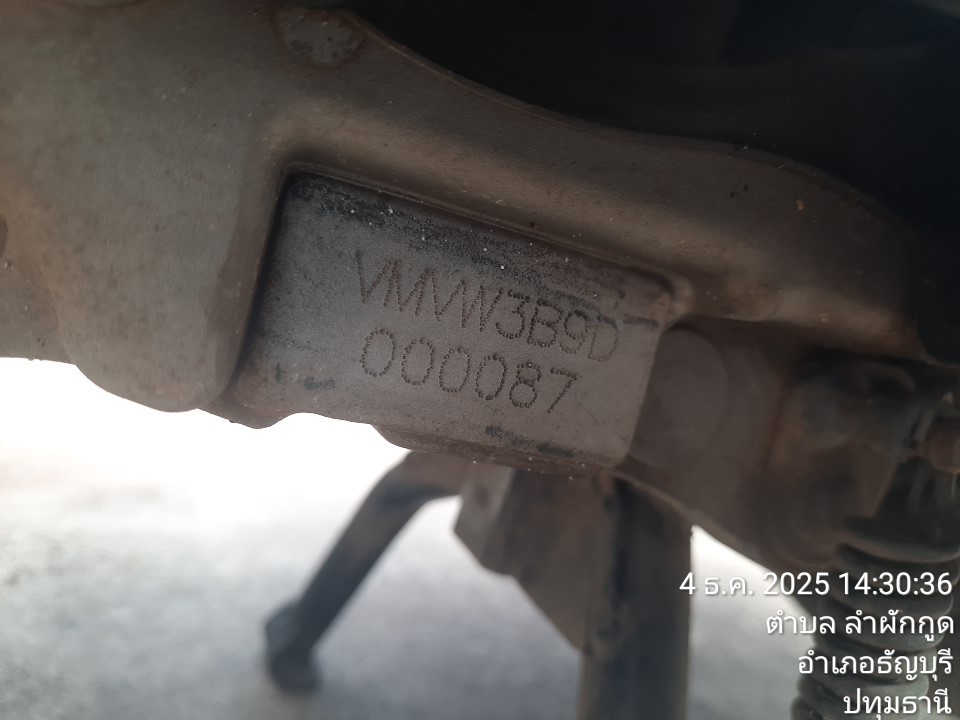 VMVW3B9D
000087
4 ธ.ค. 2025 14:30:36
ตำบล ลำผักกูด
อำเภอธัญบุรี
ปทุมธานี